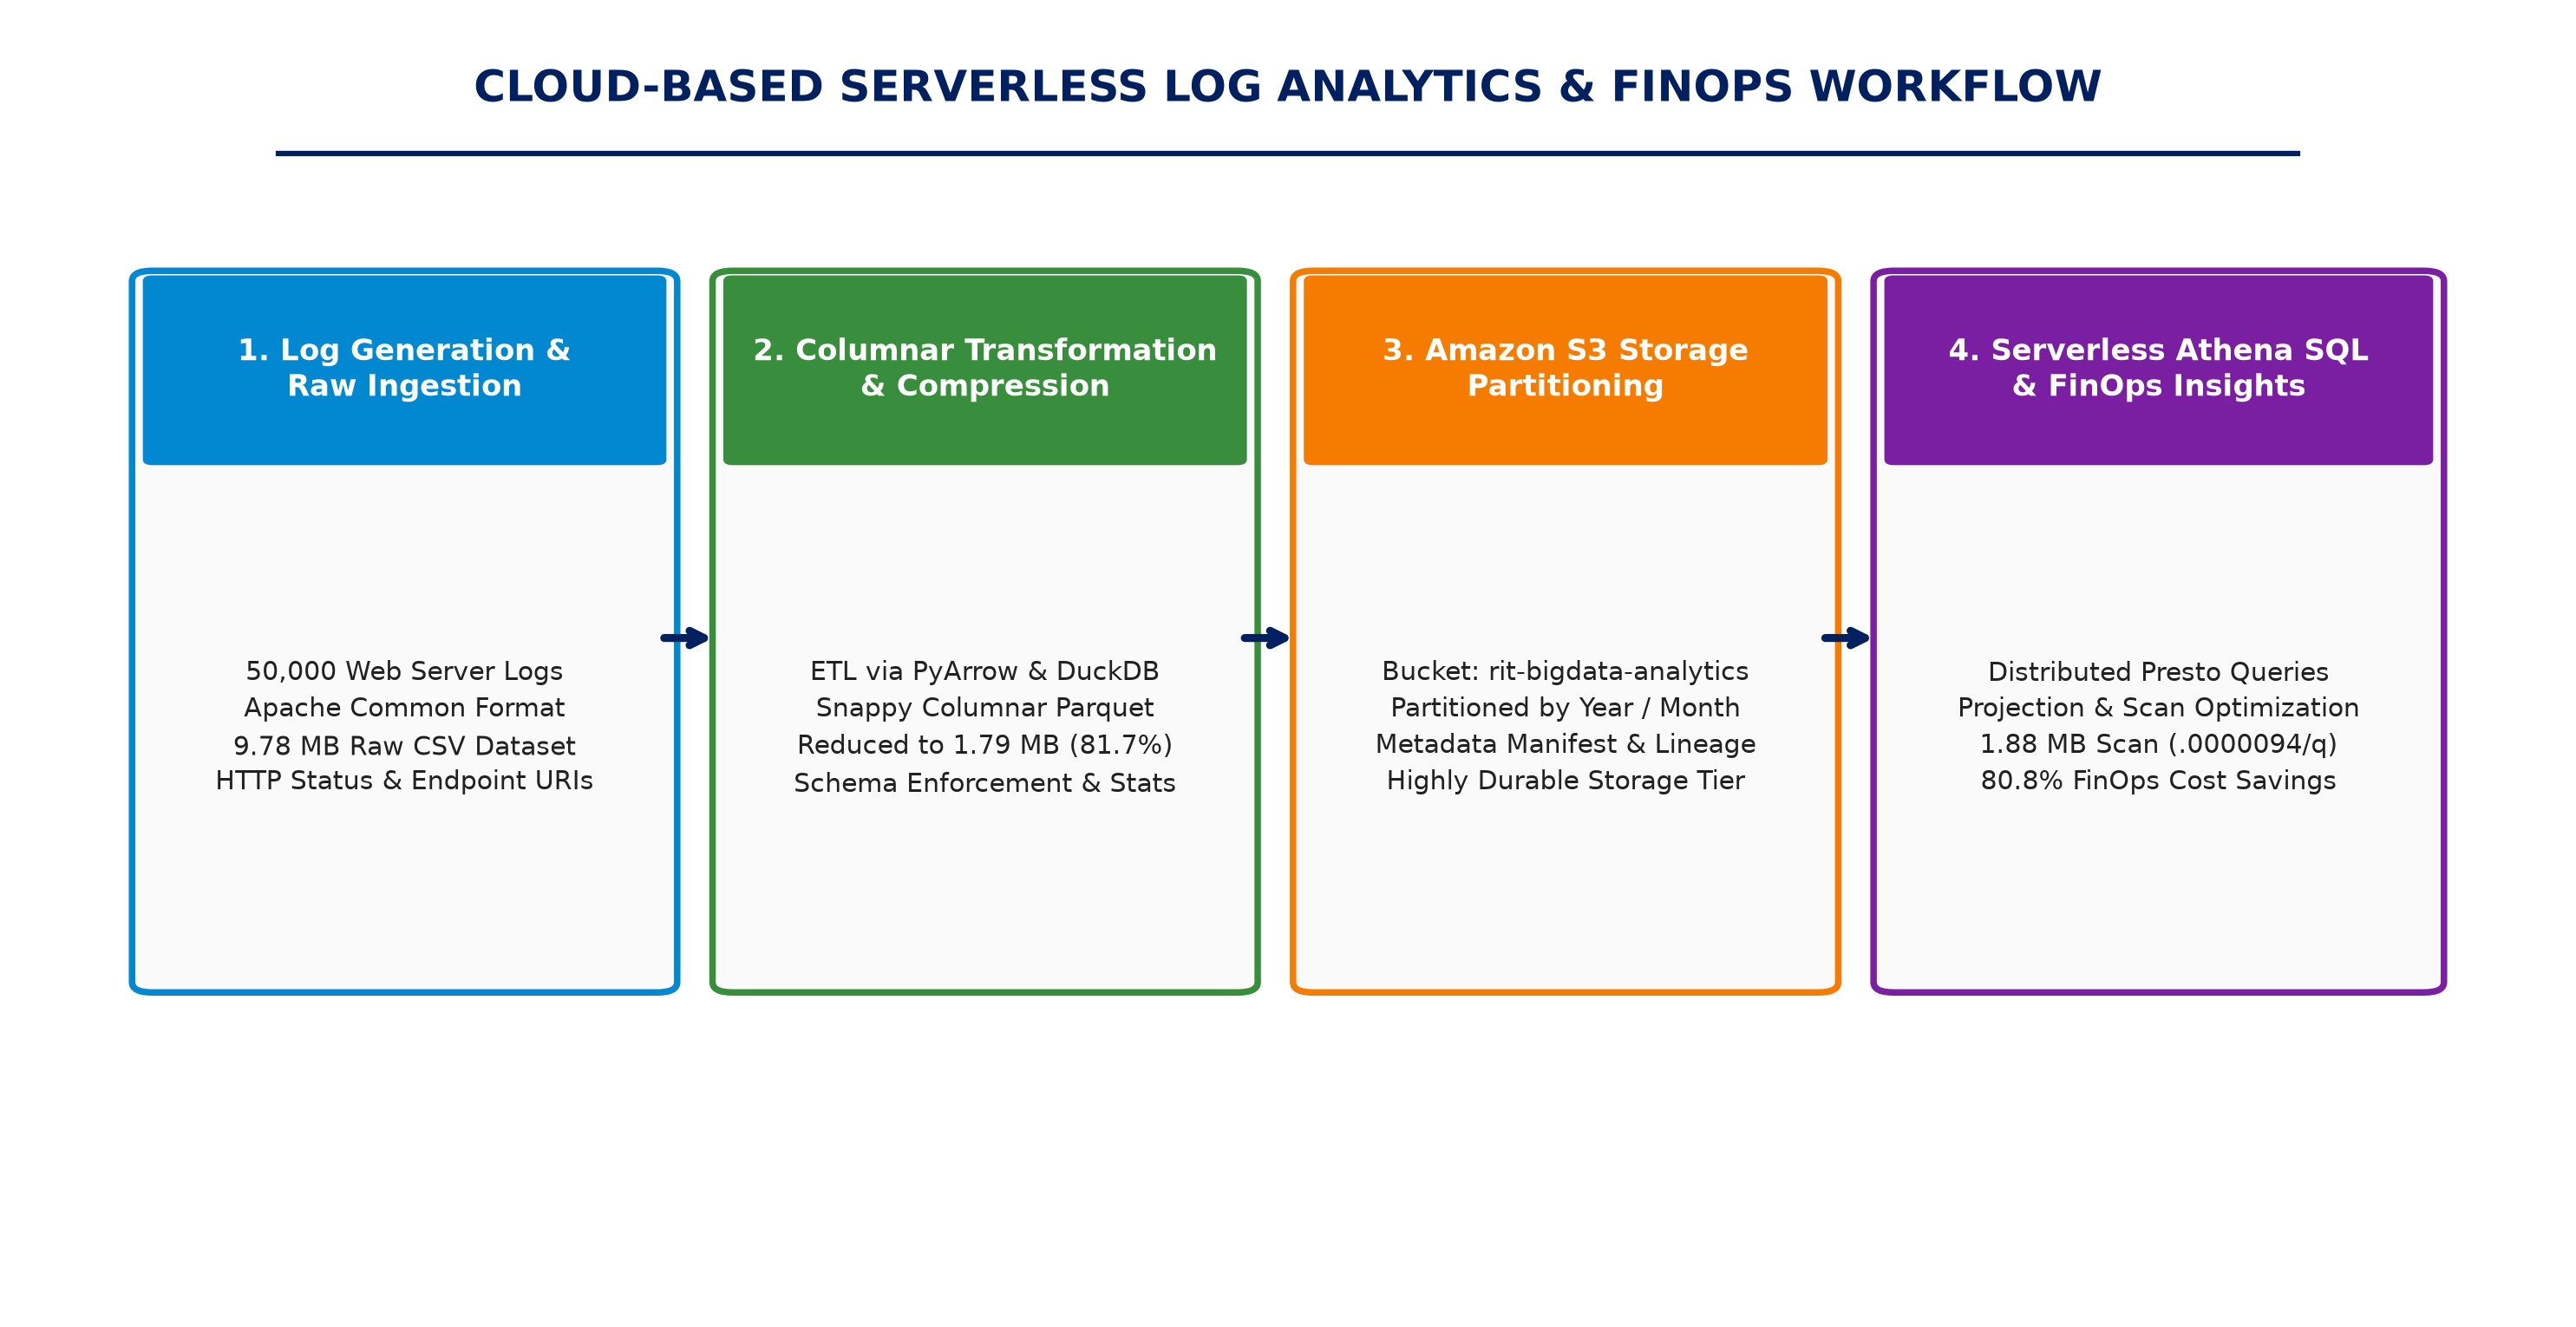 CLOUD-BASED SERVERLESS LOG ANALYTICS & FINOPS WORKFLOW
1. Log Generation &
Raw Ingestion
50,000 Web Server Logs
Apache Common Format
9.78 MB Raw CSV Dataset
HTTP Status & Endpoint URIs
2. Columnar Transformation
& Compression
ETL via PyArrow & DuckDB
Snappy Columnar Parquet
Reduced to 1.79 MB (81.7%)
Schema Enforcement & Stats
3. Amazon S3 Storage
Partitioning
Bucket: rit-bigdata-analytics
Partitioned by Year / Month
Metadata Manifest & Lineage
Highly Durable Storage Tier
4. Serverless Athena SQL
& FinOps Insights
Distributed Presto Queries
Projection & Scan Optimization
1.88 MB Scan (.0000094/q)
80.8% FinOps Cost Savings